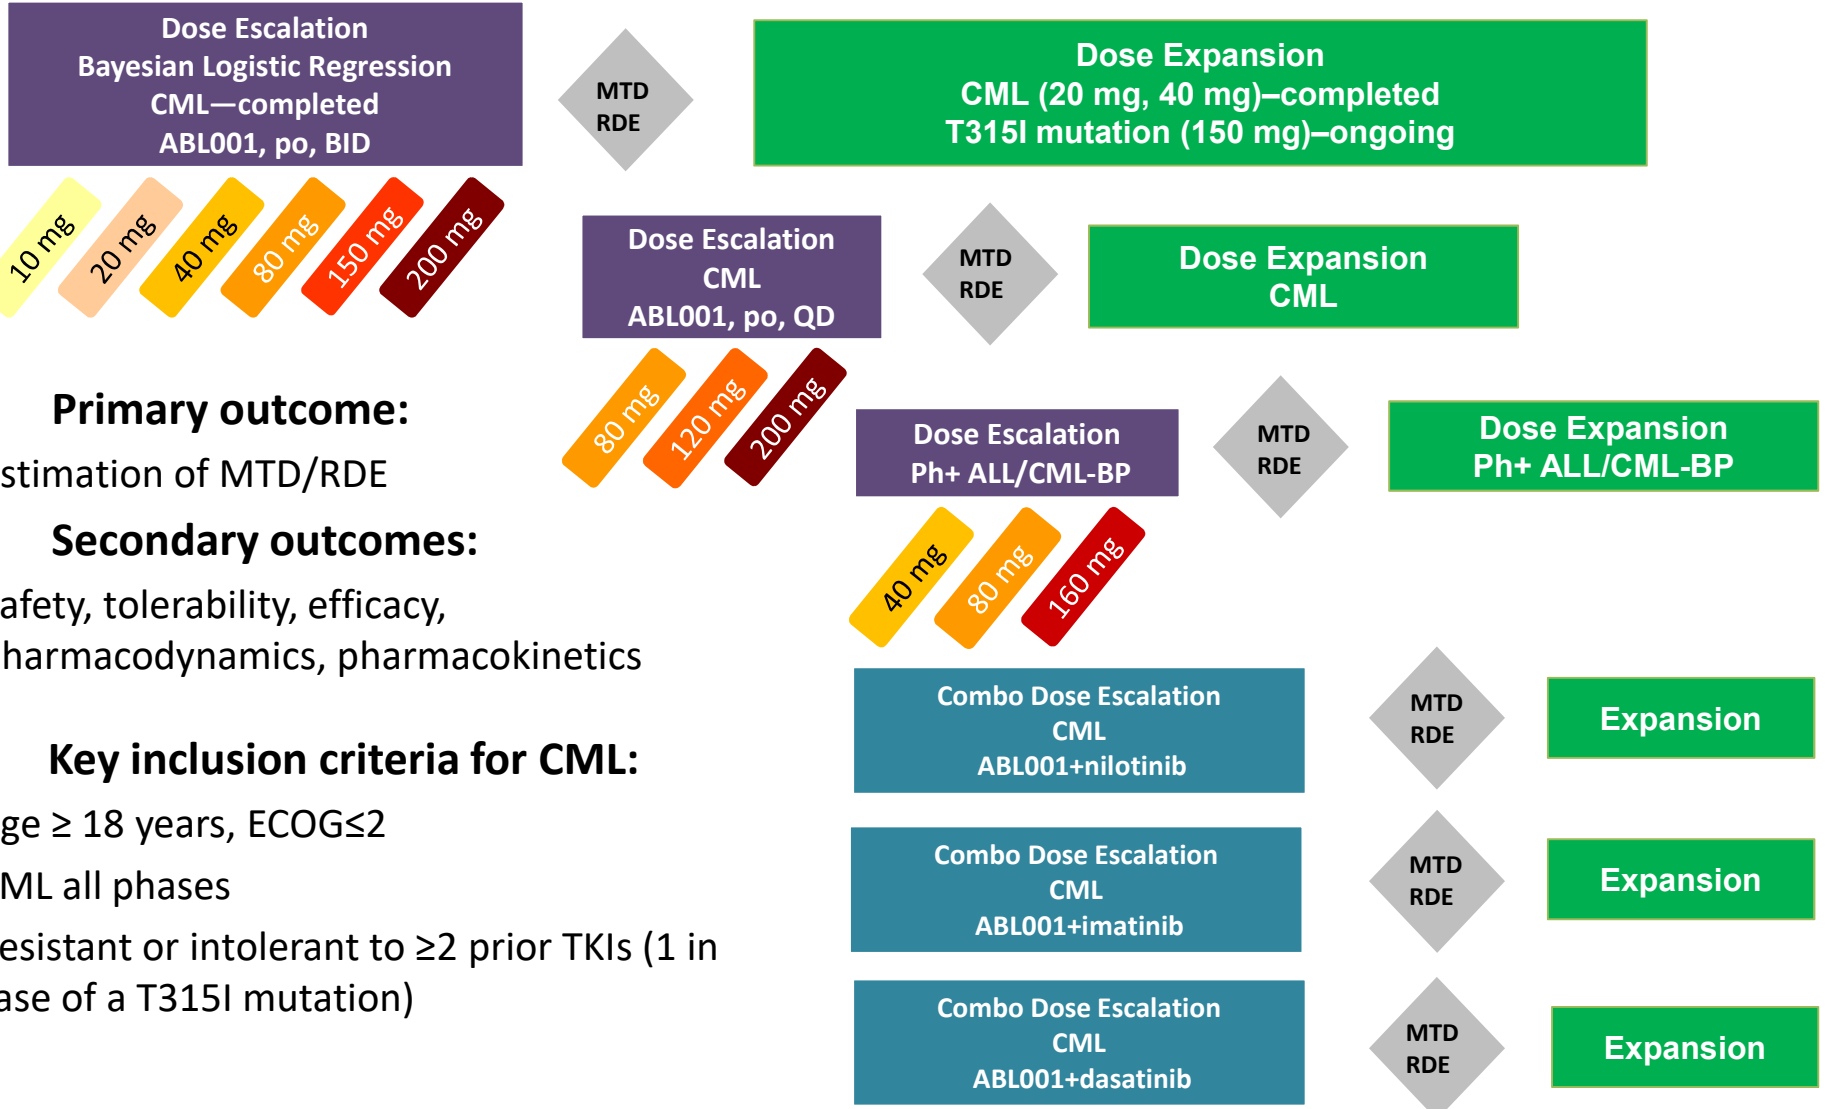 Dose Escalation
Bayesian Logistic Regression
CML—completed
ABL001, po, BID
MTD
RDE
Dose Expansion
CML (20 mg, 40 mg)–completed
T315I mutation (150 mg)–ongoing
10 mg
20 mg
40 mg
80 mg
150 mg
200 mg
Dose Escalation
CML
ABL001, po, QD
MTD
RDE
Dose Expansion
CML
80 mg
120 mg
200 mg
Dose Escalation
Ph+ ALL/CML-BP
MTD
RDE
Dose Expansion
Ph+ ALL/CML-BP
40 mg
80 mg
160 mg
Primary outcome:
stimation of MTD/RDE
Secondary outcomes:
afety, tolerability, efficacy,
harmacodynamics, pharmacokinetics
Key inclusion criteria for CML:
ge ≥ 18 years, ECOG≤2
ML all phases
esistant or intolerant to ≥2 prior TKIs (1 in
ase of a T315I mutation)
Combo Dose Escalation
CML
ABL001+nilotinib
MTD
RDE
Expansion
Combo Dose Escalation
CML
ABL001+imatinib
MTD
RDE
Expansion
Combo Dose Escalation
CML
ABL001+dasatinib
MTD
RDE
Expansion